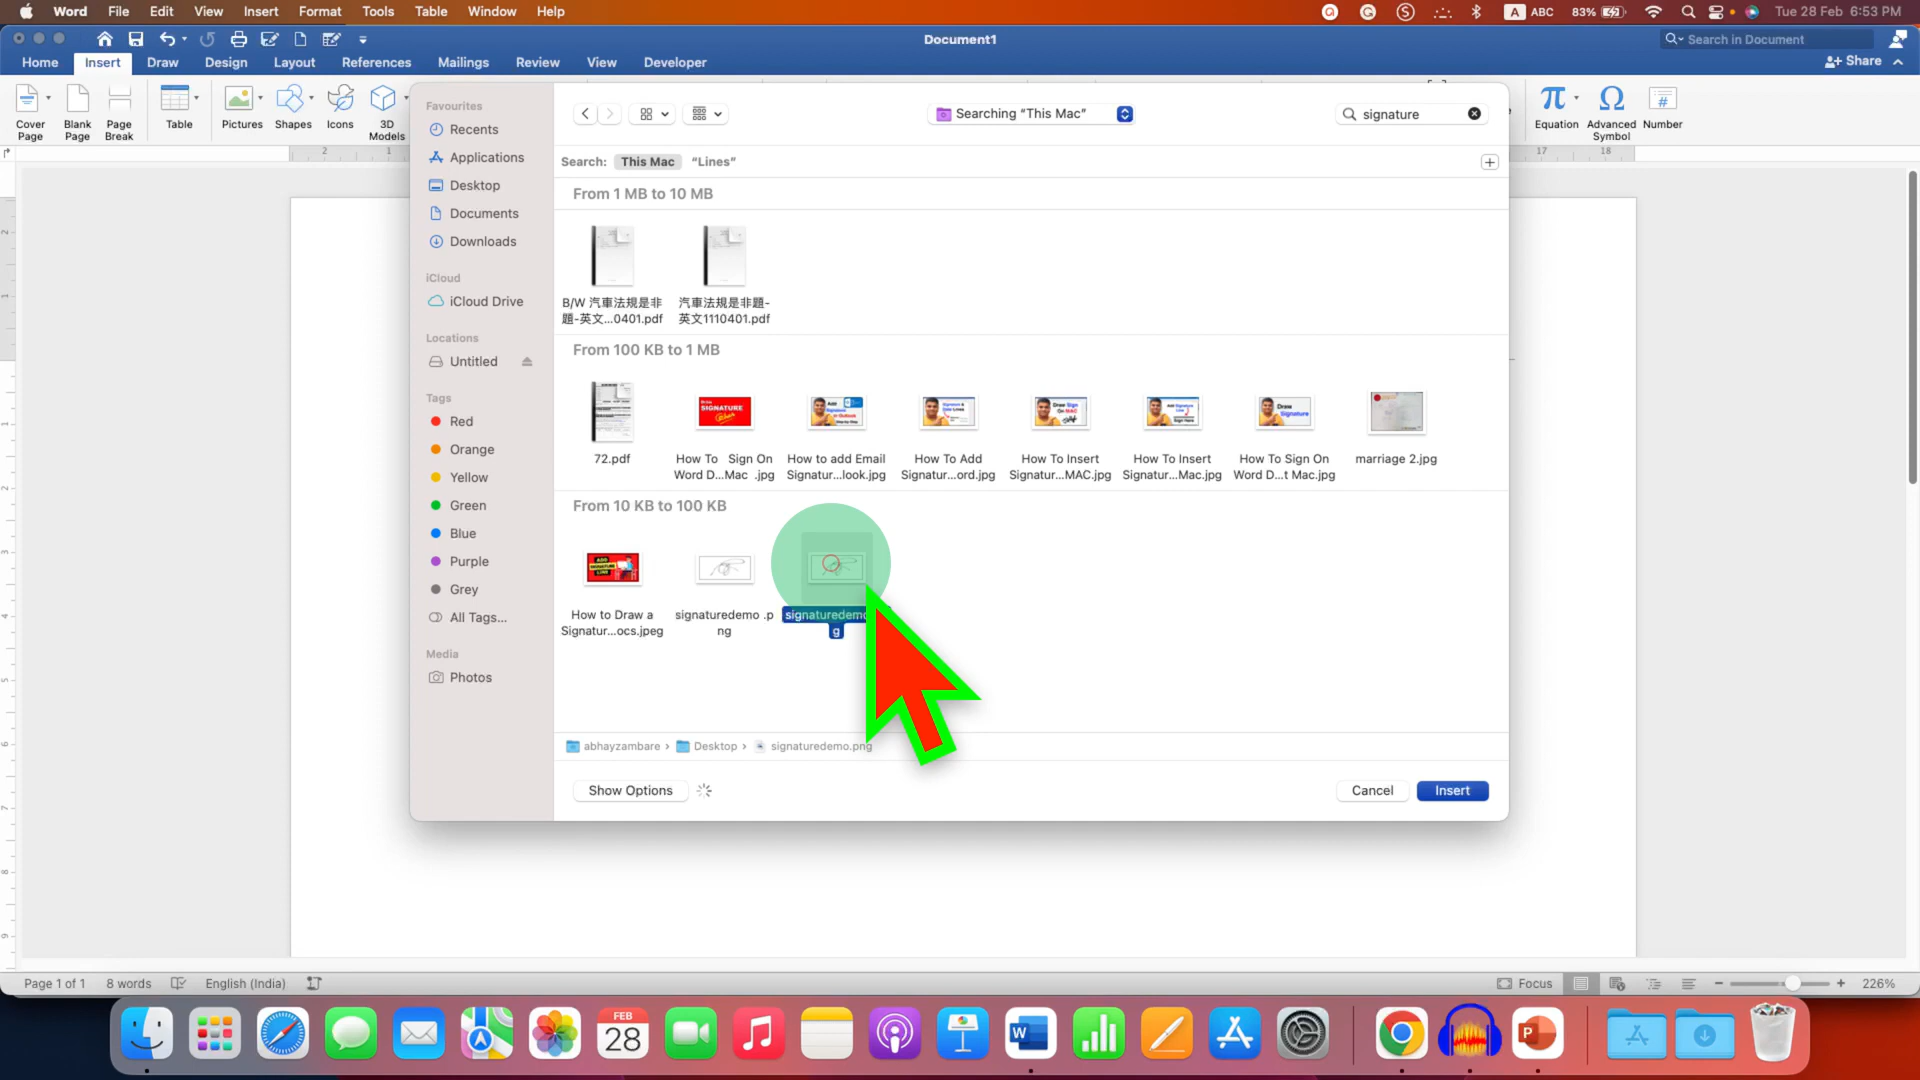 Word File Edit View Insert Format Tools Table Window Help
A ABC 83% Tue 28 Feb 6:53 PM
Document1
Search in Document
Home Insert Draw Design Layout References Mailings Review View Developer
Share
Cover Page
Blank Page
Page Break
Table
Pictures
Shapes
Icons
3D Models
Equation
Advanced Symbol
Number
Favourites
Recents
Applications
Desktop
Documents
Downloads
iCloud
iCloud Drive
Locations
Untitled
Tags
Red
Orange
Yellow
Green
Blue
Purple
Grey
All Tags...
Media
Photos
Searching "This Mac"
signature
Search: This Mac "Lines"
From 1 MB to 10 MB
B/W 汽車法規是非
題-英文...0401.pdf
汽車法規是非題-
英文1110401.pdf
From 100 KB to 1 MB
72.pdf
How To Sign On
Word D...Mac .jpg
How to add Email
Signatur...look.jpg
How To Add
Signatur...ord.jpg
How To Insert
Signatur...MAC.jpg
How To Insert
Signatur...Mac.jpg
How To Sign On
Word D...t Mac.jpg
marriage 2.jpg
From 10 KB to 100 KB
How to Draw a
Signatur...ocs.jpeg
signaturedemo .p
ng
signaturedemo
g
abhayzambare › Desktop › signaturedemo.png
Show Options
Cancel
Insert
Page 1 of 1 8 words English (India)
Focus
226%
FEB
28